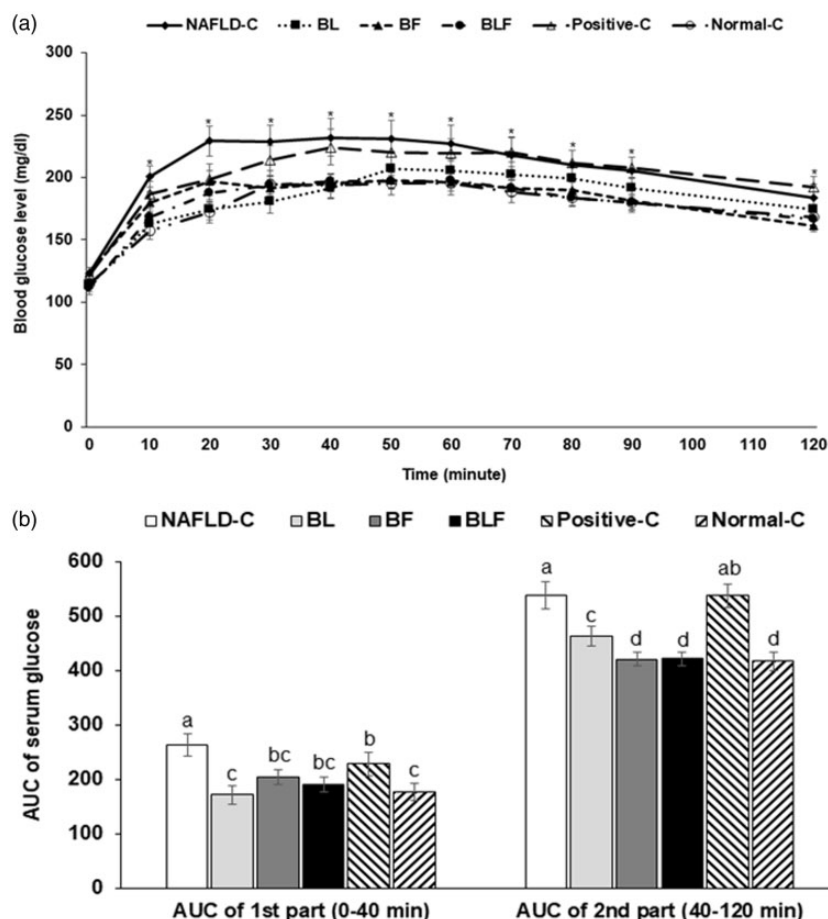 (a)
NAFLD-C BL BF BLF Positive-C Normal-C
300
250
200
150
100
50
0
Blood glucose level (mg/dl)
* * * * * * * * * *
0 10 20 30 40 50 60 70 80 90 100 110 120
Time (minute)
(b)
NAFLD-C BL BF BLF Positive-C Normal-C
600
500
400
300
200
100
0
AUC of serum glucose
a c bc bc b c
a c d d ab d
AUC of 1st part (0-40 min) AUC of 2nd part (40-120 min)